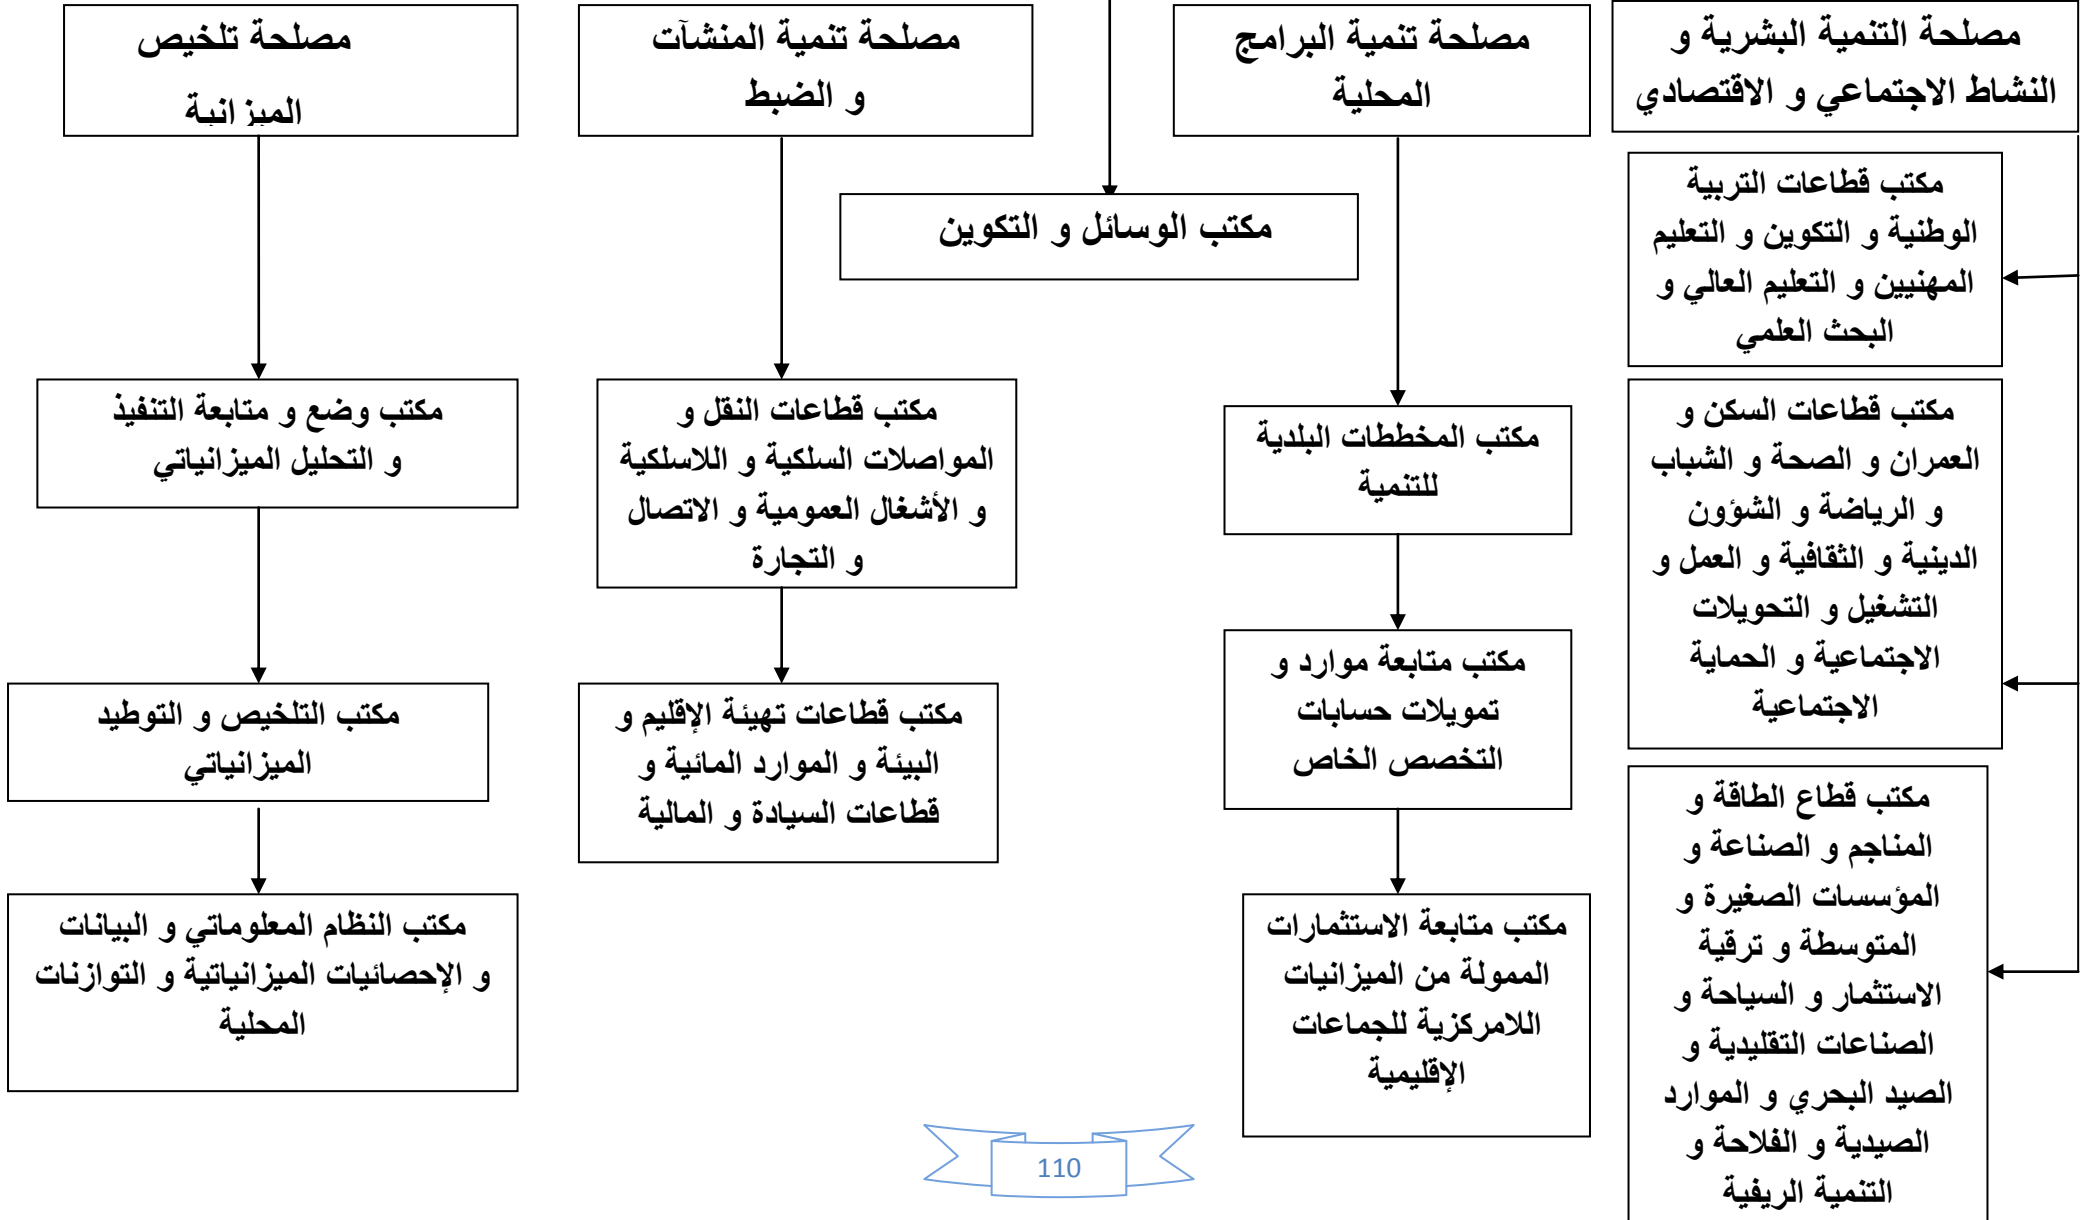 مصلحة التنمية البشرية و
النشاط الاجتماعي و الاقتصادي
مصلحة تنمية البرامج
المحلية
مصلحة تنمية المنشآت
و الضبط
مصلحة تلخيص
الميزانية
مكتب الوسائل و التكوين
مكتب قطاعات التربية
الوطنية و التكوين و التعليم
المهنيين و التعليم العالي و
البحث العلمي
مكتب قطاعات السكن و
العمران و الصحة و الشباب
و الرياضة و الشؤون
الدينية و الثقافية و العمل و
التشغيل و التحويلات
الاجتماعية و الحماية
الاجتماعية
مكتب قطاع الطاقة و
المناجم و الصناعة و
المؤسسات الصغيرة و
المتوسطة و ترقية
الاستثمار و السياحة و
الصناعات التقليدية و
الصيد البحري و الموارد
الصيدية و الفلاحة و
التنمية الريفية
مكتب المخططات البلدية
للتنمية
مكتب متابعة موارد و
تمويلات حسابات
التخصص الخاص
مكتب متابعة الاستثمارات
الممولة من الميزانيات
اللامركزية للجماعات
الإقليمية
مكتب قطاعات النقل و
المواصلات السلكية و اللاسلكية
و الأشغال العمومية و الاتصال
و التجارة
مكتب قطاعات تهيئة الإقليم و
البيئة و الموارد المائية و
قطاعات السيادة و المالية
مكتب وضع و متابعة التنفيذ
و التحليل الميزانياتي
مكتب التلخيص و التوطيد
الميزانياتي
مكتب النظام المعلوماتي و البيانات
و الإحصائيات الميزانياتية و التوازنات
المحلية
110